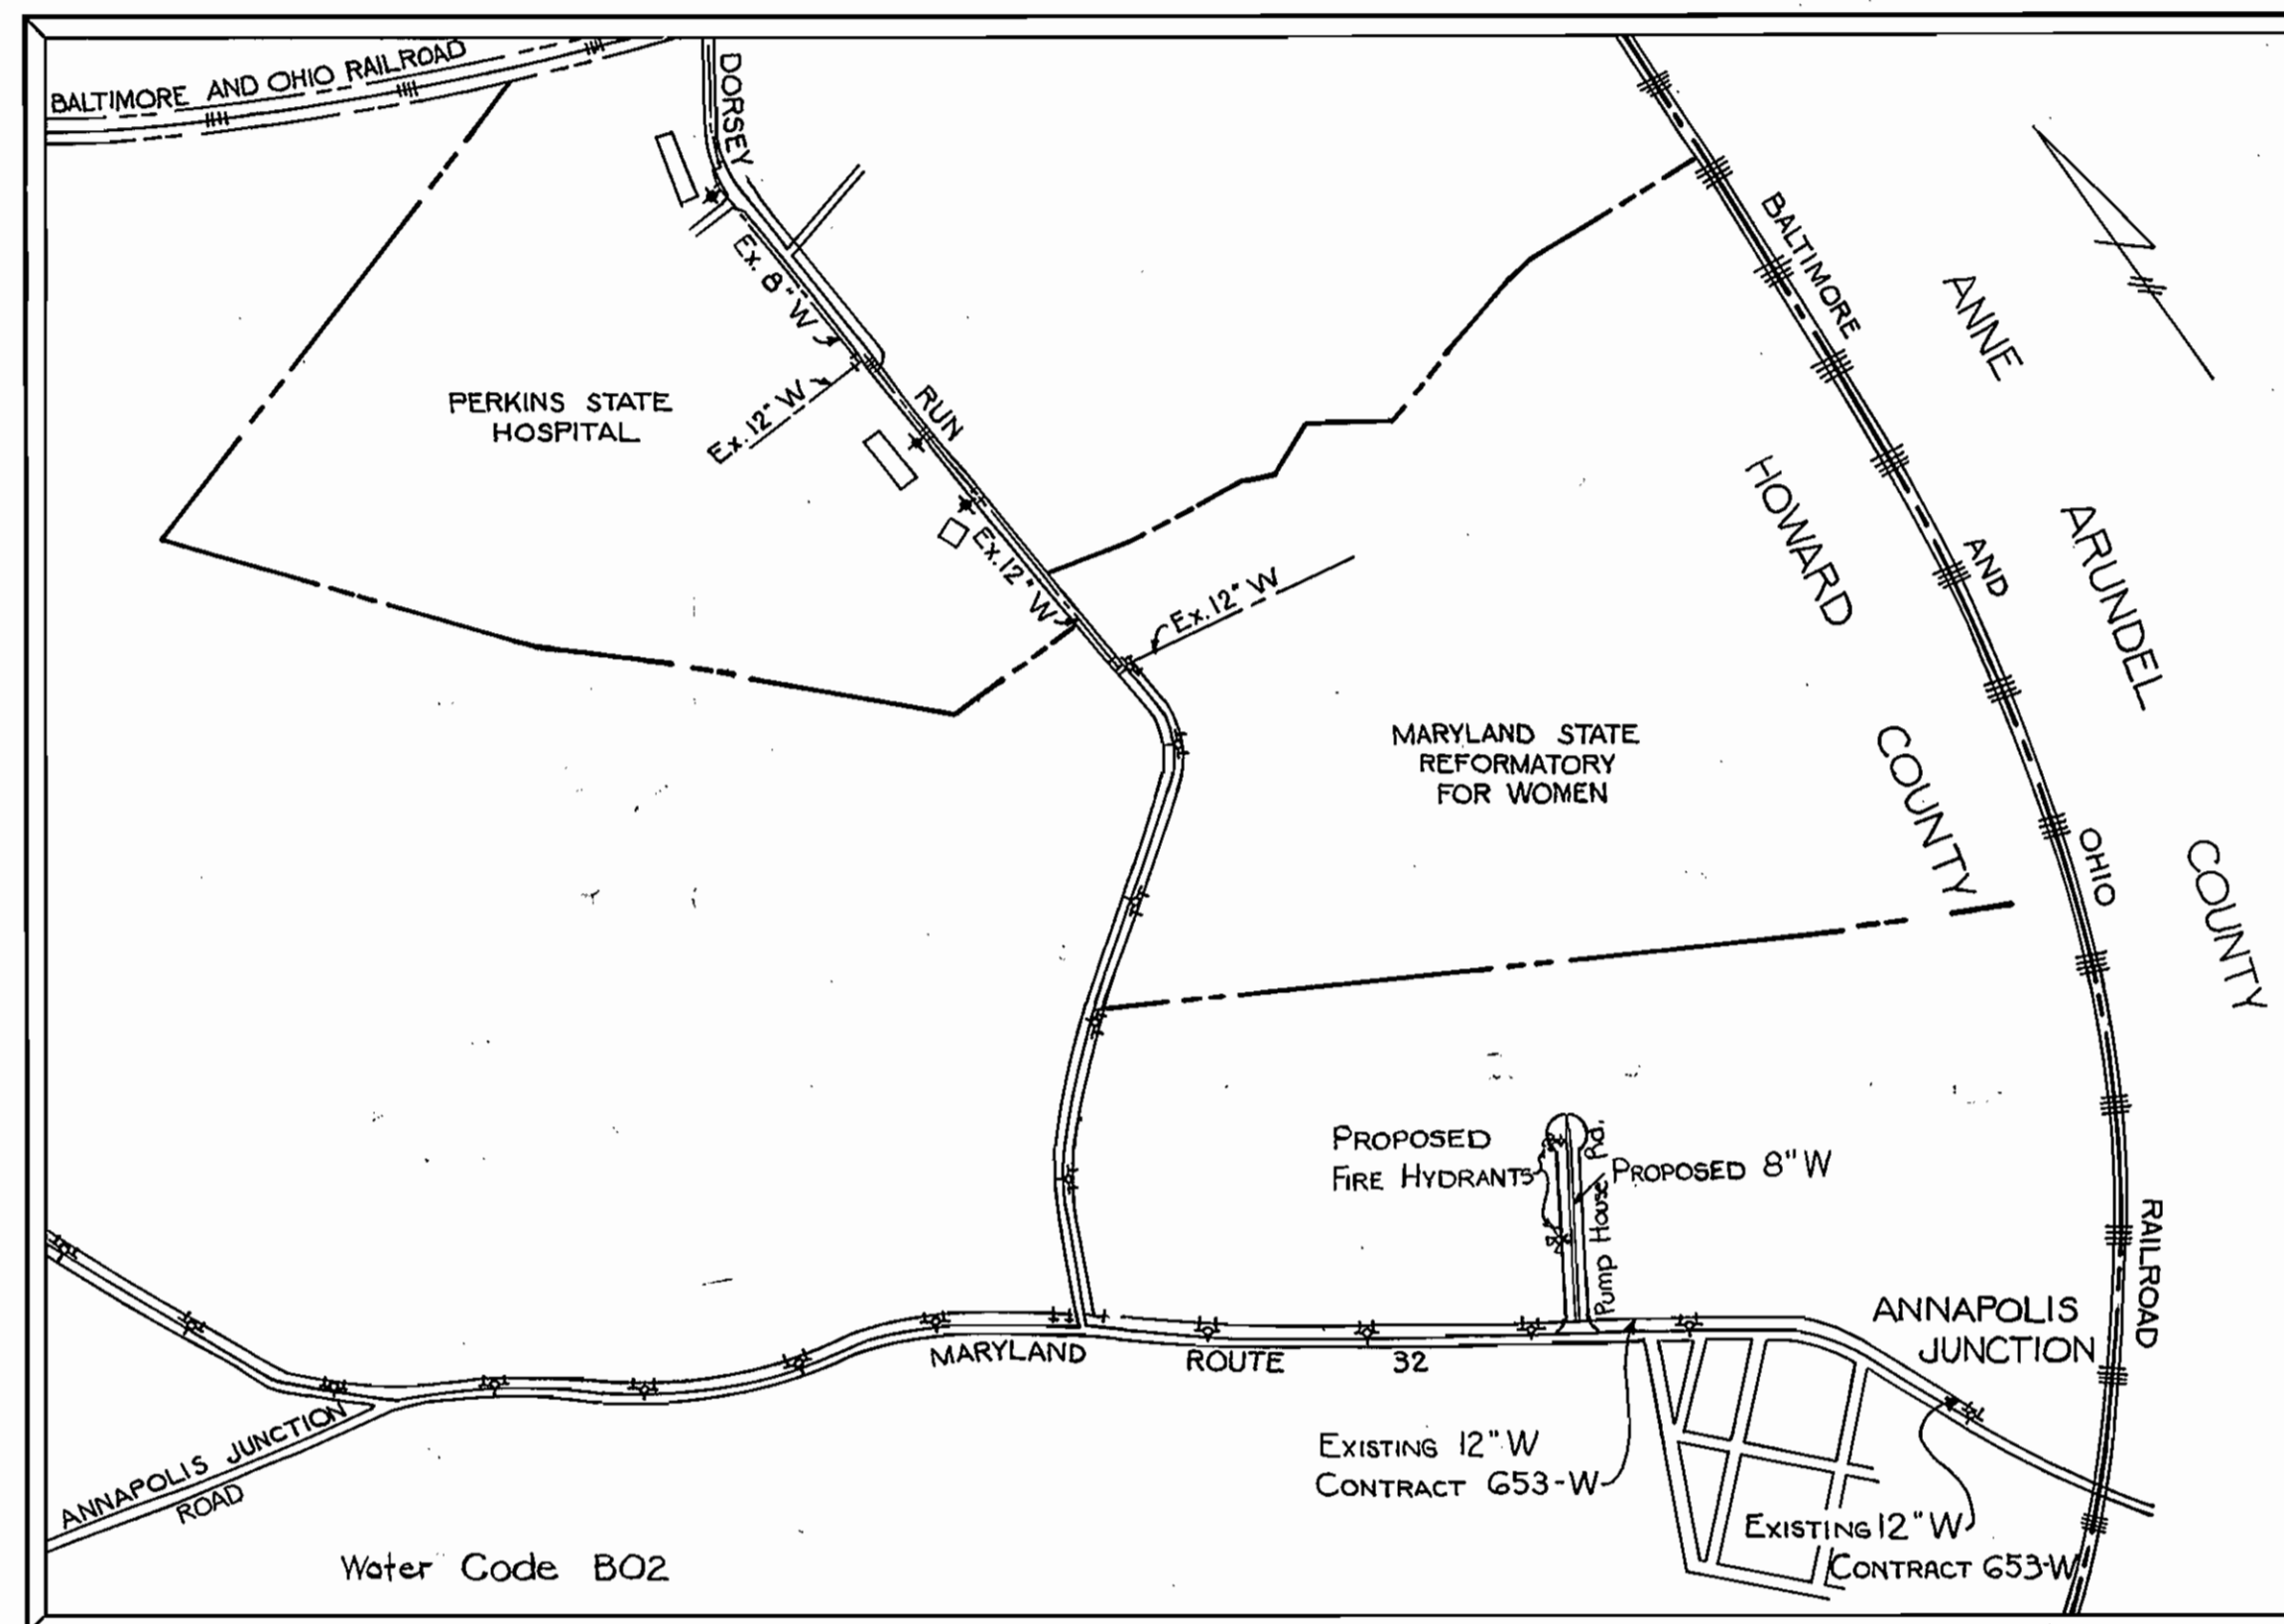 BALTIMORE AND OHIO RAILROAD
DORSEY
RUN
Ex. 8" W
Ex. 12" W
PERKINS STATE
HOSPITAL
Ex. 12" W
Ex. 12" W
BALTIMORE
AND
OHIO
RAILROAD
ANNE
ARUNDEL
COUNTY
HOWARD
COUNTY
MARYLAND STATE
REFORMATORY
FOR WOMEN
PROPOSED
FIRE HYDRANTS
Pump House Rd.
PROPOSED 8" W
ANNAPOLIS
JUNCTION
MARYLAND ROUTE 32
ANNAPOLIS JUNCTION
ROAD
EXISTING 12" W
CONTRACT 653-W
EXISTING 12" W
CONTRACT 653-W
Water Code B02